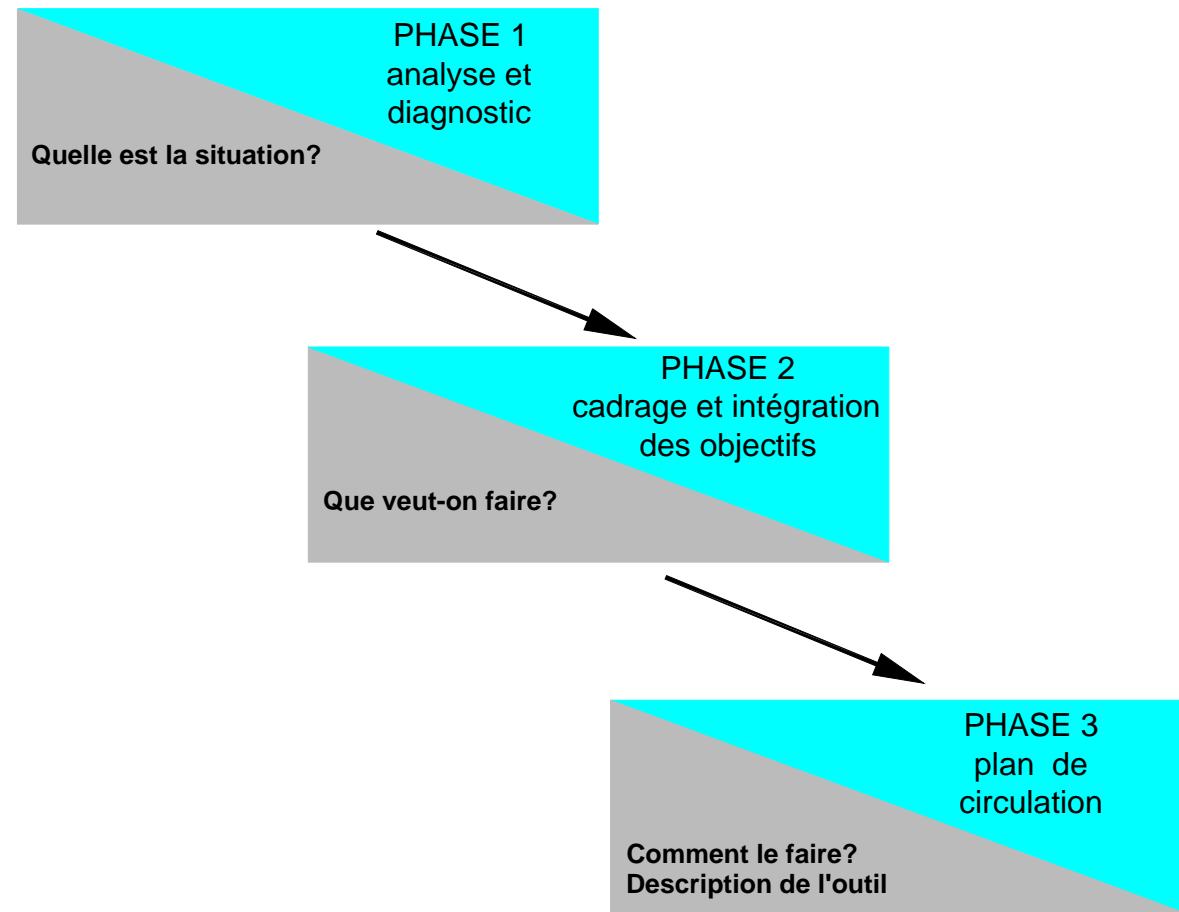 PHASE 1
analyse et
diagnostic
Quelle est la situation?
PHASE 2
cadrage et intégration
des objectifs
Que veut-on faire?
PHASE 3
plan de
circulation
Comment le faire?
Description de l'outil